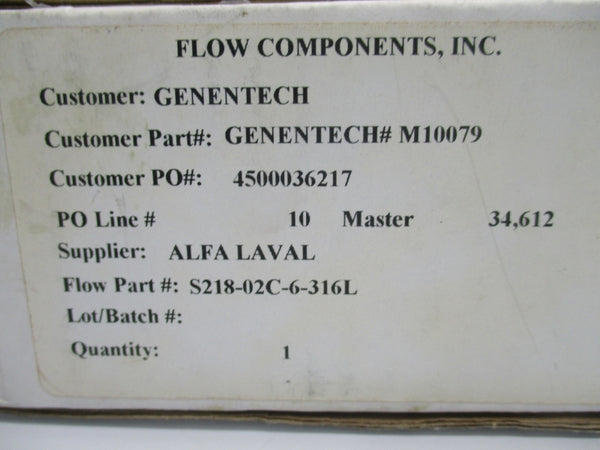 FLOW COMPONENTS, INC.
Customer: GENENTECH
Customer Part#: GENENTECH# M10079
Customer PO#: 4500036217
PO Line # 10 Master 34,612
Supplier: ALFA LAVAL
Flow Part #: S218-02C-6-316L
Lot/Batch #:
Quantity: 1